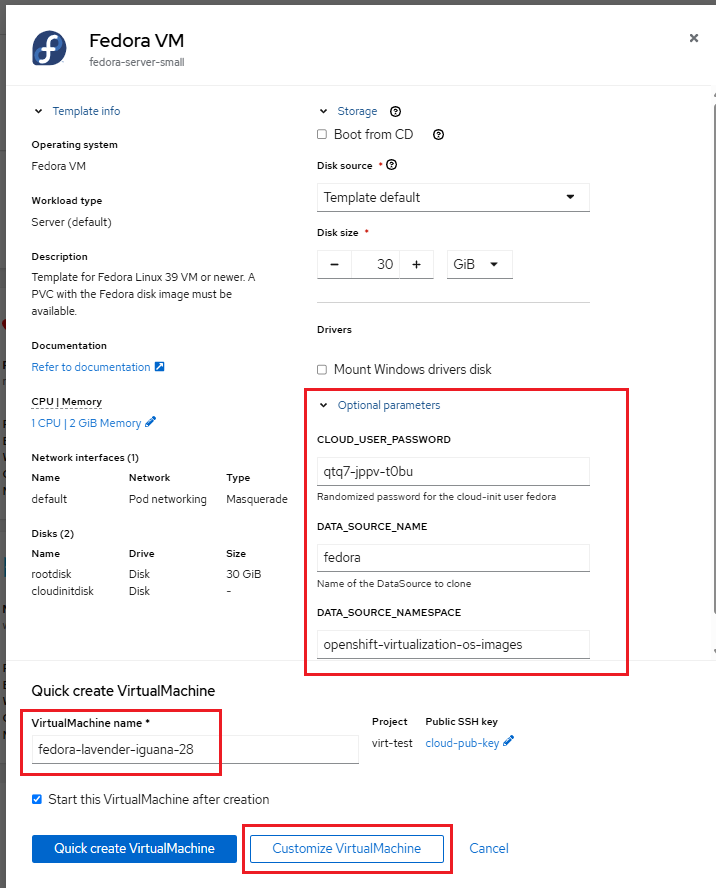 Fedora VM
fedora-server-small
Template info
Operating system
Fedora VM
Workload type
Server (default)
Description
Template for Fedora Linux 39 VM or newer. A
PVC with the Fedora disk image must be
available.
Documentation
Refer to documentation
CPU | Memory
1 CPU | 2 GiB Memory
Network interfaces (1)
Name Network Type
default Pod networking Masquerade
Disks (2)
Name Drive Size
rootdisk Disk 30 GiB
cloudinitdisk Disk -
Storage
Boot from CD
Disk source *
Template default
Disk size *
− 30 + GiB
Drivers
Mount Windows drivers disk
Optional parameters
CLOUD_USER_PASSWORD
qtq7-jppv-t0bu
Randomized password for the cloud-init user fedora
DATA_SOURCE_NAME
fedora
Name of the DataSource to clone
DATA_SOURCE_NAMESPACE
openshift-virtualization-os-images
Quick create VirtualMachine
VirtualMachine name * Project Public SSH key
fedora-lavender-iguana-28 virt-test cloud-pub-key
Start this VirtualMachine after creation
Quick create VirtualMachine Customize VirtualMachine Cancel